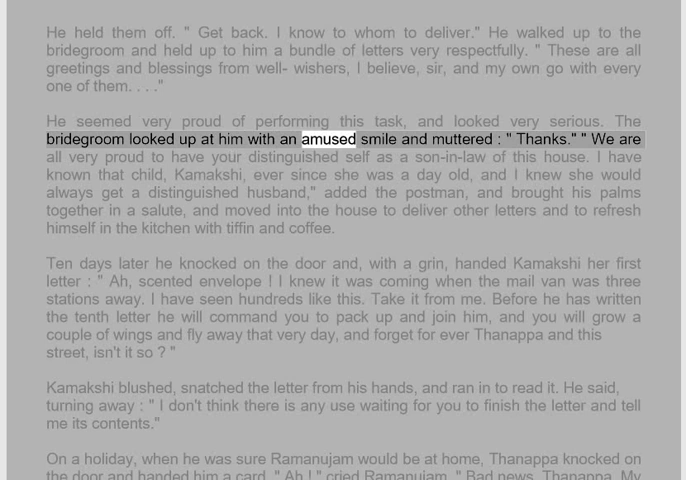 He held them off. " Get back. I know to whom to deliver." He walked up to the
bridegroom and held up to him a bundle of letters very respectfully. " These are all
greetings and blessings from well- wishers, I believe, sir, and my own go with every
one of them. . . ."
He seemed very proud of performing this task, and looked very serious. The
bridegroom looked up at him with an amused smile and muttered : " Thanks." " We are
all very proud to have your distinguished self as a son-in-law of this house. I have
known that child, Kamakshi, ever since she was a day old, and I knew she would
always get a distinguished husband," added the postman, and brought his palms
together in a salute, and moved into the house to deliver other letters and to refresh
himself in the kitchen with tiffin and coffee.
Ten days later he knocked on the door and, with a grin, handed Kamakshi her first
letter : " Ah, scented envelope ! I knew it was coming when the mail van was three
stations away. I have seen hundreds like this. Take it from me. Before he has written
the tenth letter he will command you to pack up and join him, and you will grow a
couple of wings and fly away that very day, and forget for ever Thanappa and this
street, isn't it so ? "
Kamakshi blushed, snatched the letter from his hands, and ran in to read it. He said,
turning away : " I don't think there is any use waiting for you to finish the letter and tell
me its contents."
On a holiday, when he was sure Ramanujam would be at home, Thanappa knocked on
the door and handed him a card. " Ah ! " cried Ramanujam. " Bad news, Thanappa. My